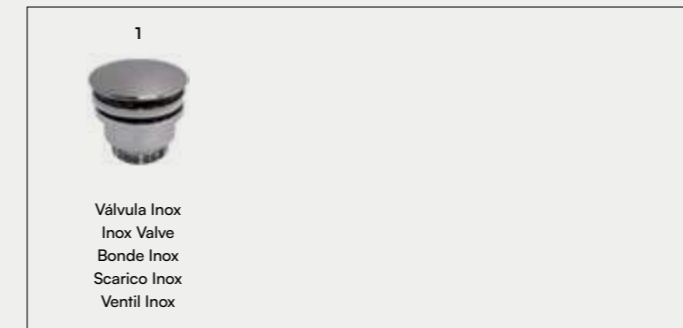 1
Válvula Inox
Inox Valve
Bonde Inox
Scarico Inox
Ventil Inox